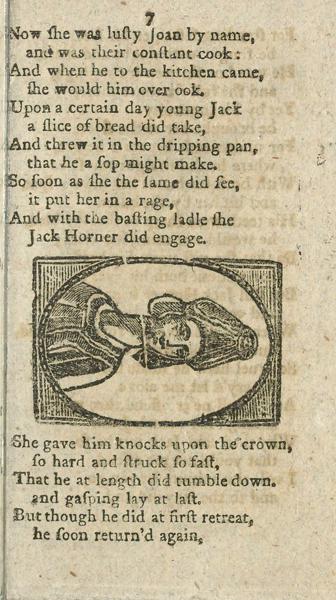 7
Now ſhe was luſty Joan by name,
and was their conſtant cook:
And when he to the kitchen came,
ſhe would him over ook.
Upon a certain day young Jack
a ſlice of bread did take,
And threw it in the dripping pan,
that he a ſop might make.
So ſoon as ſhe the ſame did ſee,
it put her in a rage,
And with the baſting ladle ſhe
Jack Horner did engage.
She gave him knocks upon the crown,
ſo hard and ſtruck ſo faſt,
That he at length did tumble down.
and gaſping lay at laſt.
But though he did at firſt retreat,
he ſoon return'd again,